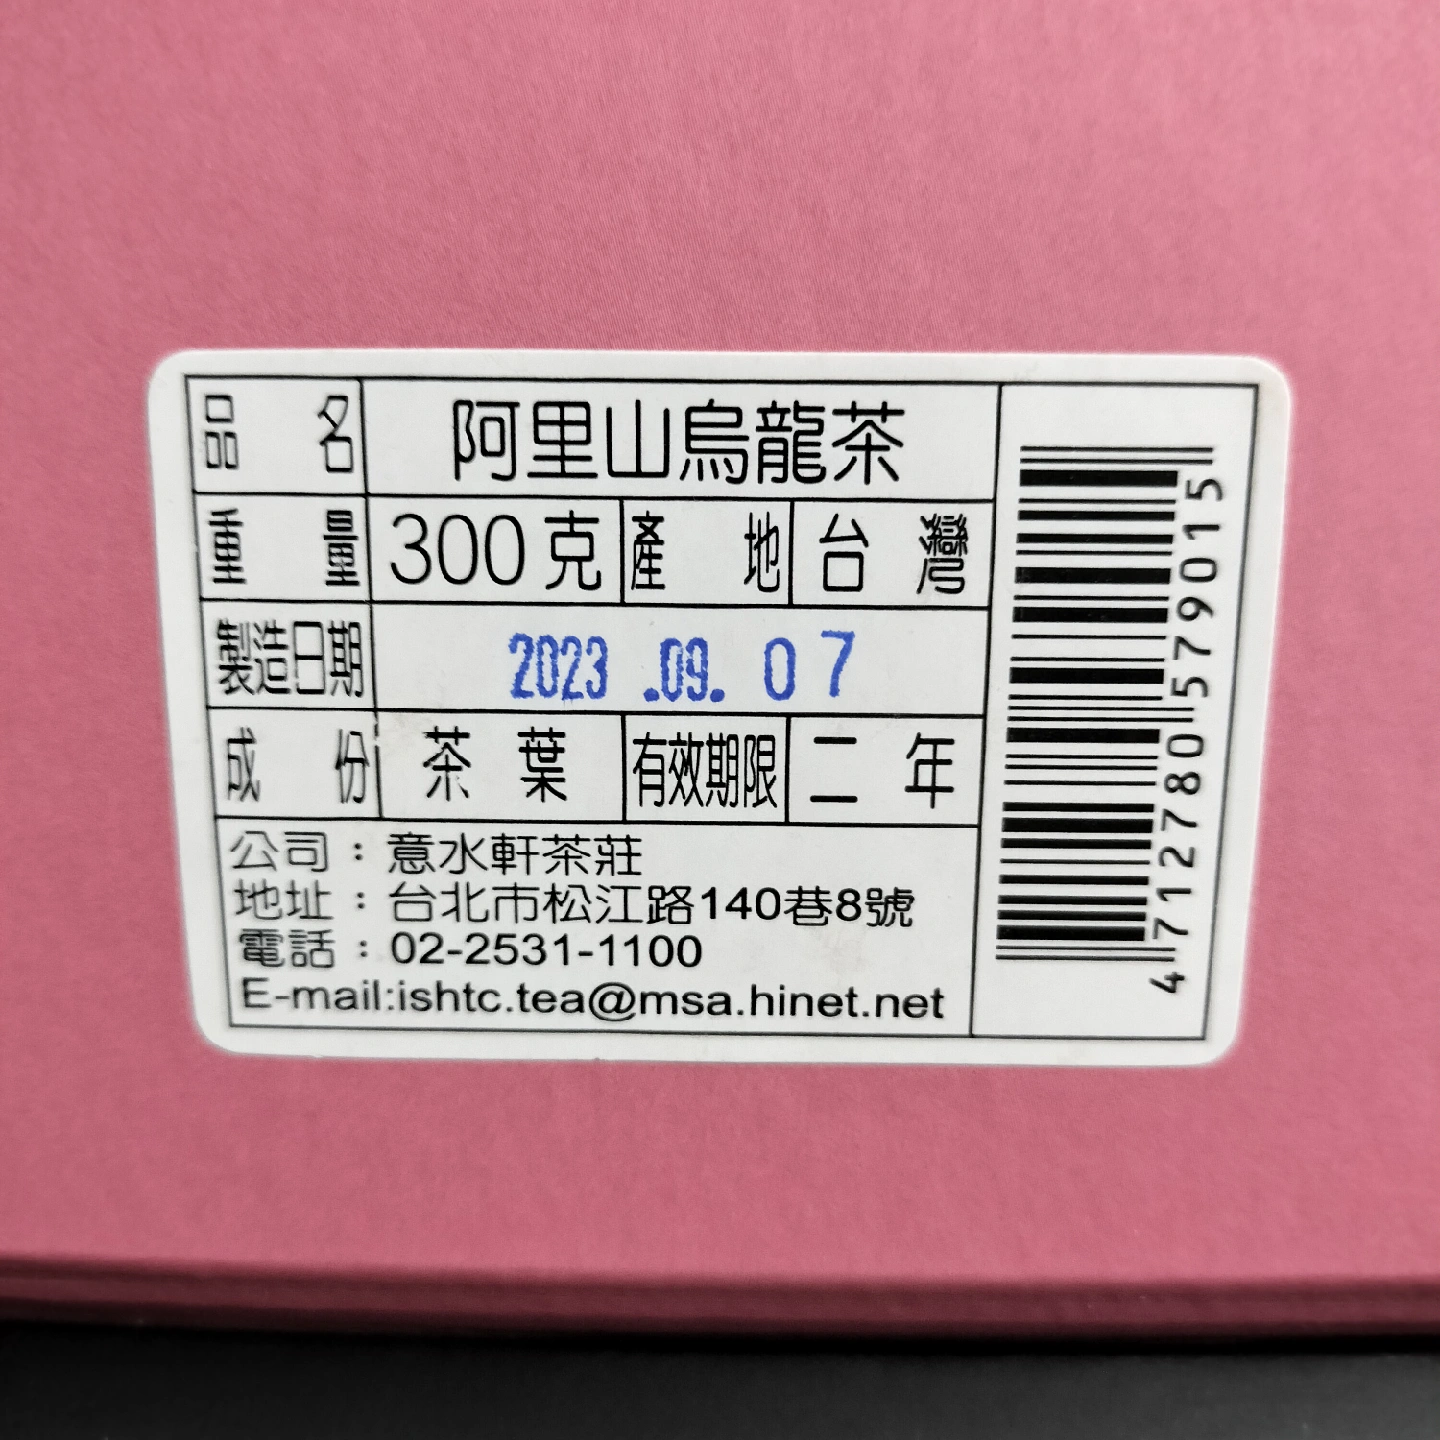 品名 阿里山烏龍茶
重量 300克 產地 台灣
製造日期 2023.09.07
成份 茶葉 有效期限 二年
公司：意水軒茶莊
地址：台北市松江路140巷8號
電話：02-2531-1100
E-mail:ishtc.tea@msa.hinet.net
4712780579015